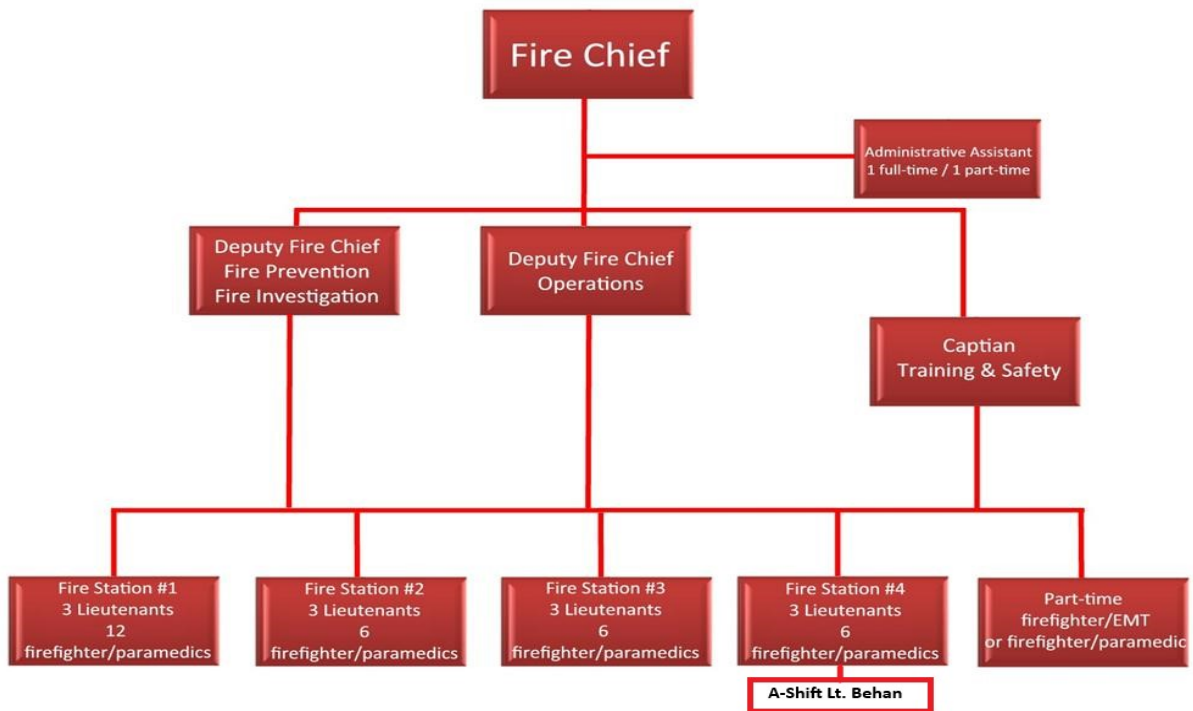 Fire Chief
Administrative Assistant
1 full-time / 1 part-time
Deputy Fire Chief
Fire Prevention
Fire Investigation
Deputy Fire Chief
Operations
Captian
Training & Safety
Fire Station #1
3 Lieutenants
12
firefighter/paramedics
Fire Station #2
3 Lieutenants
6
firefighter/paramedics
Fire Station #3
3 Lieutenants
6
firefighter/paramedics
Fire Station #4
3 Lieutenants
6
firefighter/paramedics
Part-time
firefighter/EMT
or firefighter/paramedic
A-Shift Lt. Behan